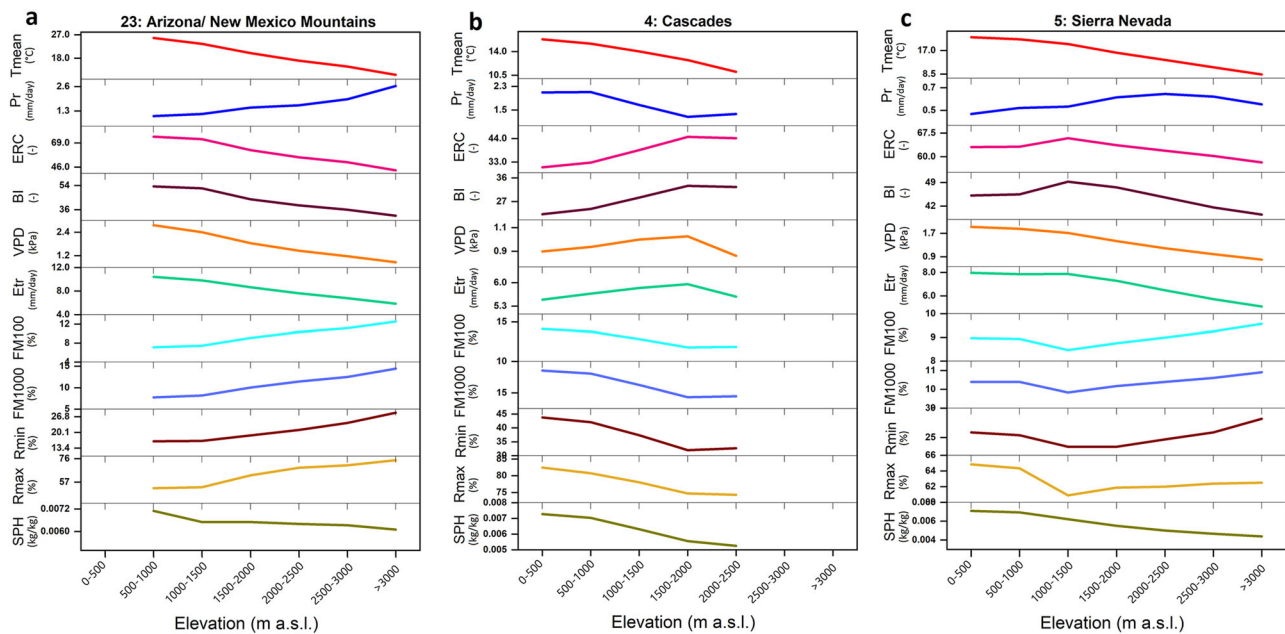 a
23: Arizona/ New Mexico Mountains
Tmean (°C)
27.0
18.0
Pr (mm/day)
2.6
1.3
ERC (-)
69.0
46.0
BI (-)
54
36
VPD (kPa)
2.4
1.2
Etr (mm/day)
12.0
8.0
4.0
FM100 (%)
12
8
4
FM1000 (%)
15
10
5
Rmin (%)
26.8
20.1
13.4
Rmax (%)
76
57
SPH (kg/kg)
0.0072
0.0060
0-500
500-1000
1000-1500
1500-2000
2000-2500
2500-3000
>3000
Elevation (m a.s.l.)
b
4: Cascades
Tmean (°C)
14.0
10.5
Pr (mm/day)
2.3
1.5
ERC (-)
44.0
33.0
BI (-)
36
27
VPD (kPa)
1.1
0.9
Etr (mm/day)
6.0
5.3
FM100 (%)
15
10
FM1000 (%)
15
Rmin (%)
45
40
35
30
Rmax (%)
85
80
75
SPH (kg/kg)
0.008
0.007
0.005
0-500
500-1000
1000-1500
1500-2000
2000-2500
2500-3000
>3000
Elevation (m a.s.l.)
c
5: Sierra Nevada
Tmean (°C)
17.0
8.5
Pr (mm/day)
0.7
0.5
ERC (-)
67.5
60.0
BI (-)
49
42
VPD (kPa)
1.7
0.9
Etr (mm/day)
8.0
6.0
FM100 (%)
10
9
8
FM1000 (%)
11
10
Rmin (%)
30
25
Rmax (%)
66
64
62
SPH (kg/kg)
0.006
0.004
0-500
500-1000
1000-1500
1500-2000
2000-2500
2500-3000
>3000
Elevation (m a.s.l.)